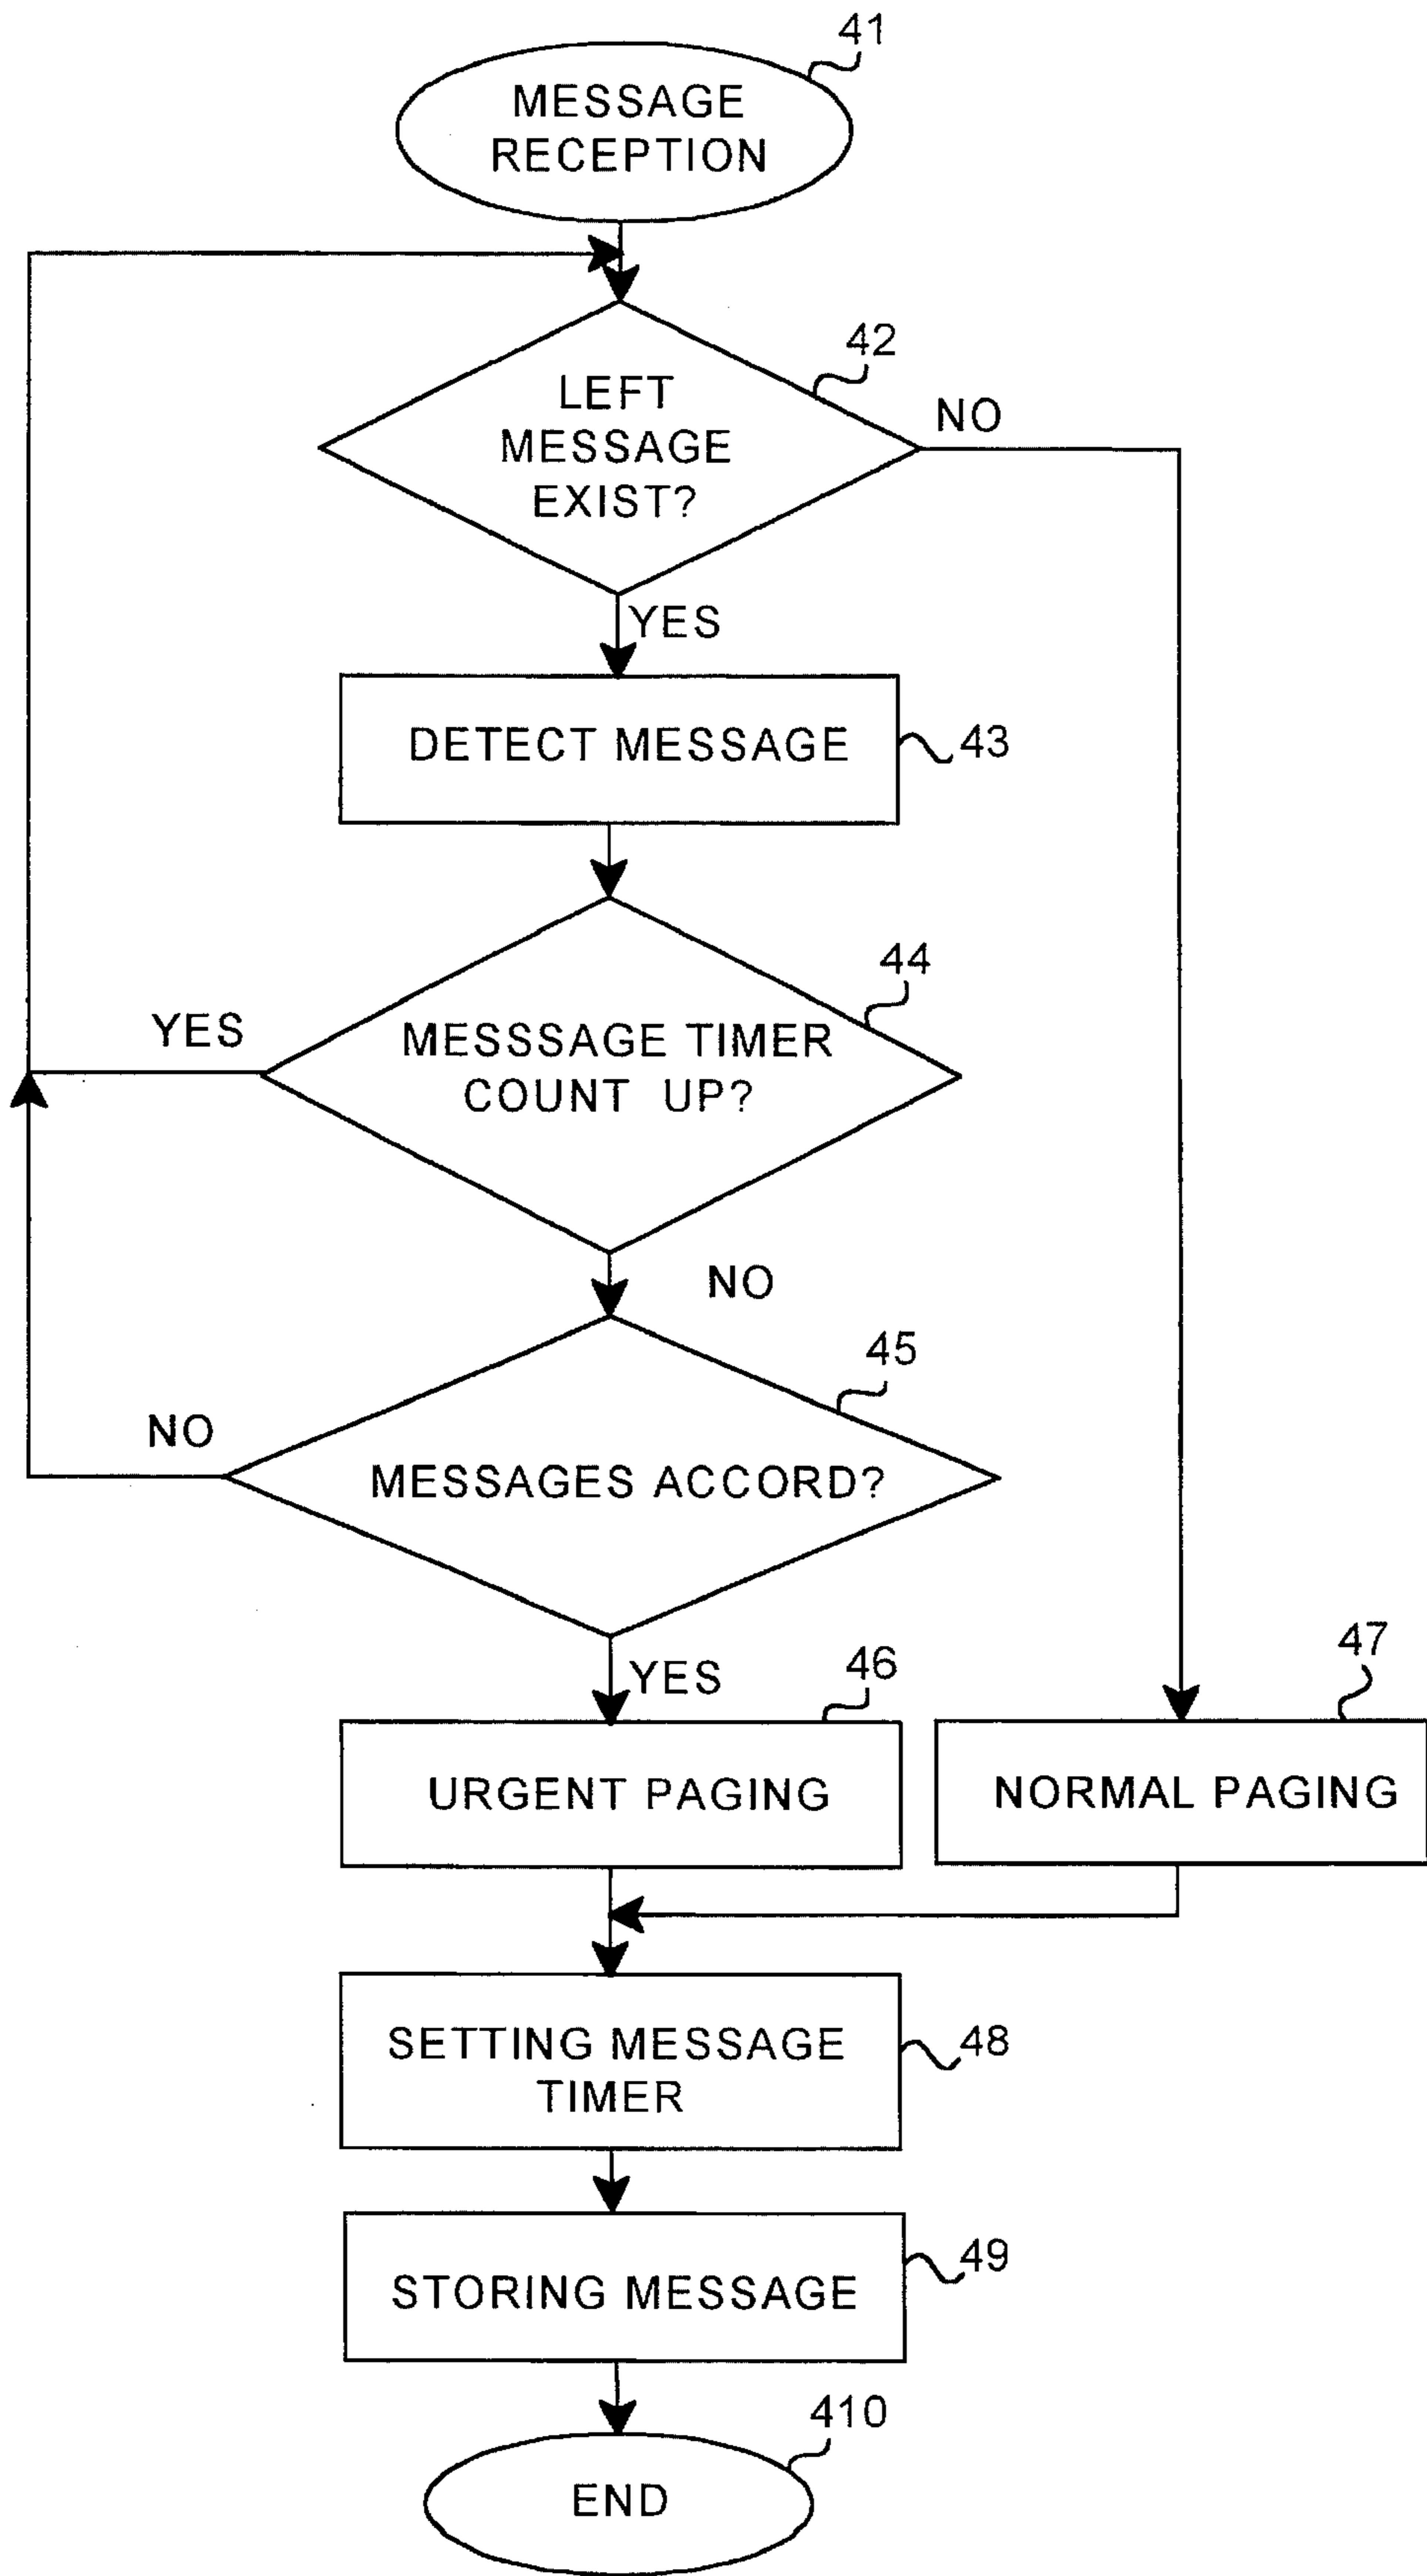 41
MESSAGE
RECEPTION
42
LEFT
MESSAGE
EXIST?
NO
YES
DETECT MESSAGE
43
44
YES
MESSSAGE TIMER
COUNT UP?
NO
45
NO
MESSAGES ACCORD?
YES
46
47
URGENT PAGING
NORMAL PAGING
SETTING MESSAGE
TIMER
48
STORING MESSAGE
49
410
END